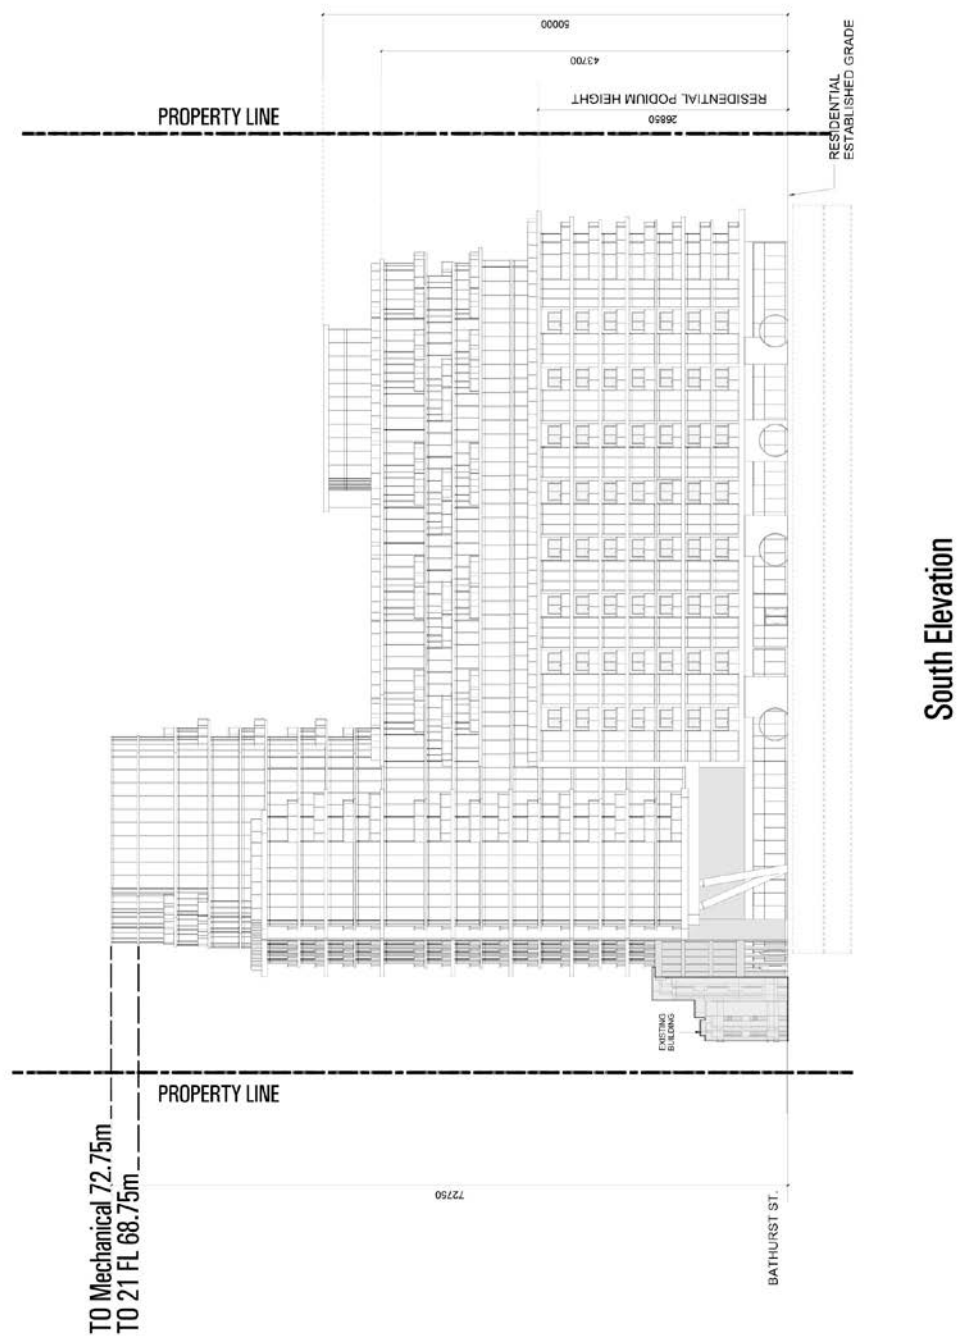 50000
43700
RESIDENTIAL PODIUM HEIGHT
26850
PROPERTY LINE
RESIDENTIAL
ESTABLISHED GRADE
South Elevation
EXISTING
BUILDING
PROPERTY LINE
TO Mechanical 72.75m
TO 21 FL 68.75m
72750
BATHURST ST.